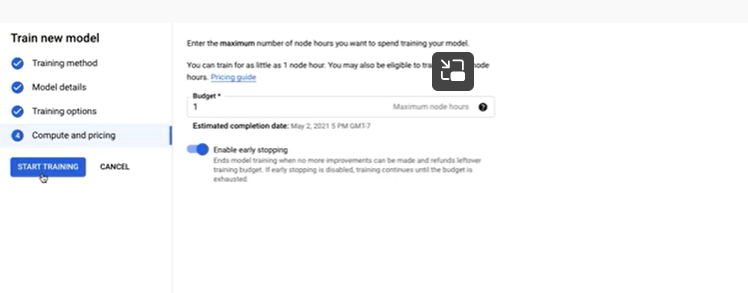 Train new model
Training method
Model details
Training options
4 Compute and pricing
START TRAINING CANCEL
Enter the maximum number of node hours you want to spend training your model.
You can train for as little as 1 node hour. You may also be eligible to node
hours. Pricing guide
Budget *
1 Maximum node hours ?
Estimated completion date: May 2, 2021 5 PM GMT-7
Enable early stopping
Ends model training when no more improvements can be made and refunds leftover
training budget. If early stopping is disabled, training continues until the budget is
exhausted.